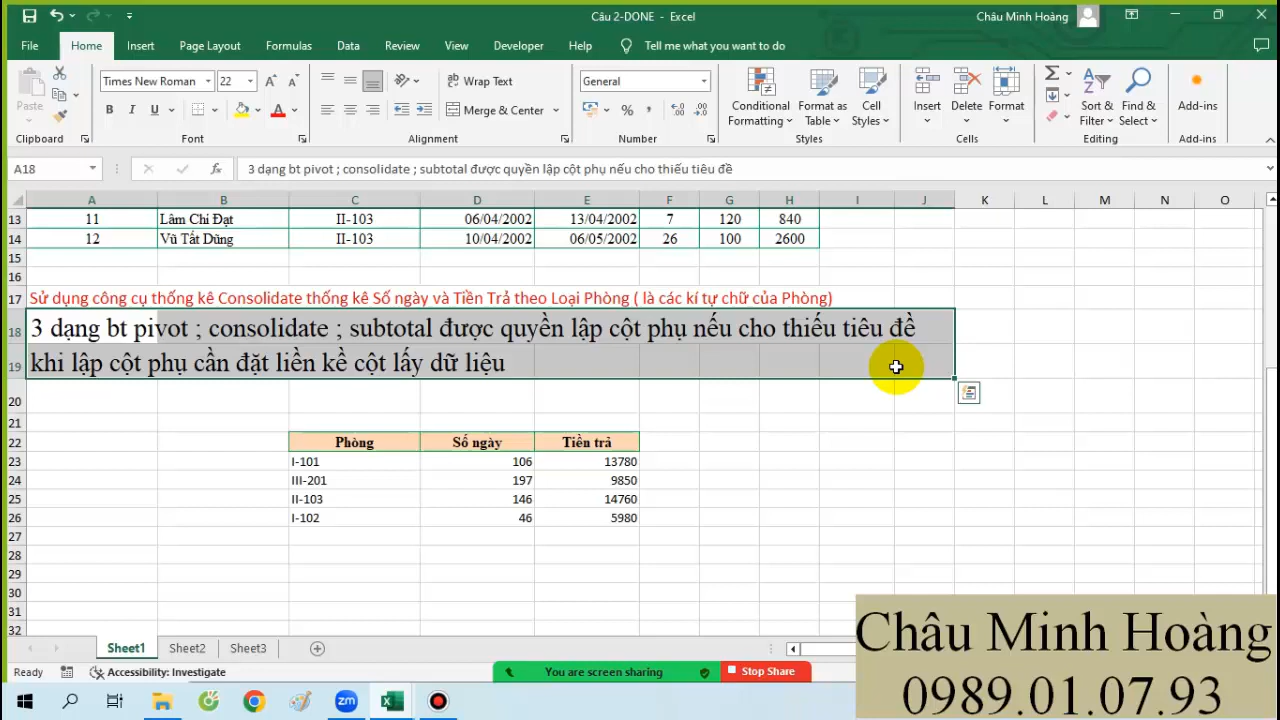 Câu 2-DONE - Excel
Châu Minh Hoàng
File Home Insert Page Layout Formulas Data Review View Developer Help Tell me what you want to do
Paste
Clipboard
Times New Roman 22
B I U
Font
Wrap Text
Merge & Center
Alignment
General
Number
Conditional Formatting
Format as Table
Cell Styles
Styles
Insert Delete Format
Cells
Sort & Filter
Find & Select
Editing
Add-ins
Add-ins
A18 3 dạng bt pivot ; consolidate ; subtotal được quyền lập cột phụ nếu cho thiếu tiêu đề
A B C D E F G H I J K L M N O
13 11 Lâm Chi Đạt II-103 06/04/2002 13/04/2002 7 120 840
14 12 Vũ Tất Dũng II-103 10/04/2002 06/05/2002 26 100 2600
15
16
17 Sử dụng công cụ thống kê Consolidate thống kê Số ngày và Tiền Trả theo Loại Phòng ( là các kí tự chữ của Phòng)
18 3 dạng bt pivot ; consolidate ; subtotal được quyền lập cột phụ nếu cho thiếu tiêu đề
19 khi lập cột phụ cần đặt liền kề cột lấy dữ liệu
20
21
22 Phòng Số ngày Tiền trả
23 I-101 106 13780
24 III-201 197 9850
25 II-103 146 14760
26 I-102 46 5980
27
28
29
30
31
32
Sheet1 Sheet2 Sheet3
Ready Accessibility: Investigate
You are screen sharing Stop Share
zm
Châu Minh Hoàng
0989.01.07.93